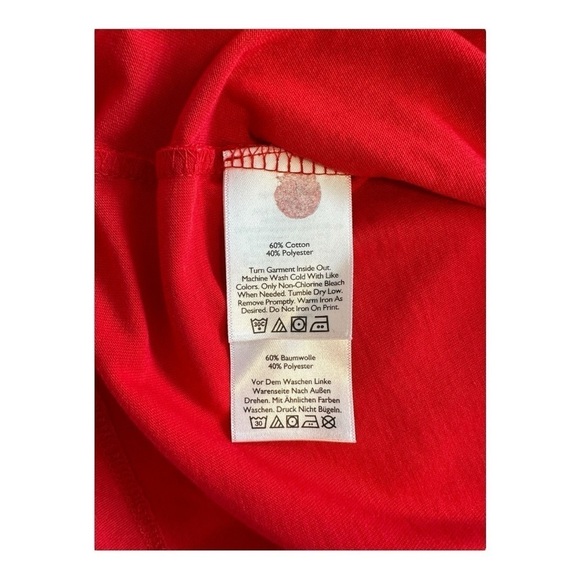 60% Cotton
40% Polyester
Turn Garment Inside Out.
Machine Wash Cold With Like
Colors. Only Non-Chlorine Bleach
When Needed. Tumble Dry Low.
Remove Promptly. Warm Iron As
Desired. Do Not Iron On Print.
30C
60% Baumwolle
40% Polyester
Vor Dem Waschen Linke
Warenseite Nach Außen
Drehen. Mit Ähnlichen Farben
Waschen. Druck Nicht Bügeln.
30